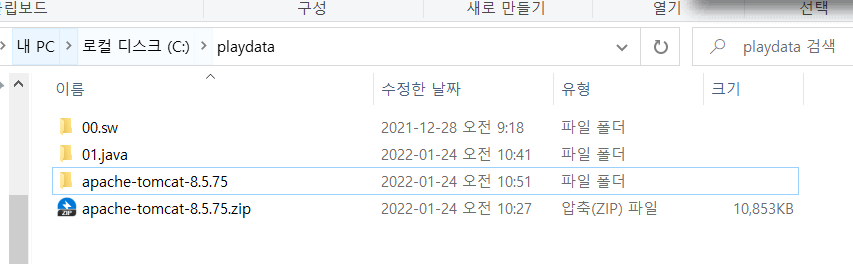 클립보드 구성 새로 만들기 열기 선택
내 PC > 로컬 디스크 (C:) > playdata playdata 검색
이름 수정한 날짜 유형 크기
00.sw 2021-12-28 오전 9:18 파일 폴더
01.java 2022-01-24 오전 10:41 파일 폴더
apache-tomcat-8.5.75 2022-01-24 오전 10:51 파일 폴더
ZIP apache-tomcat-8.5.75.zip 2022-01-24 오전 10:27 압축(ZIP) 파일 10,853KB